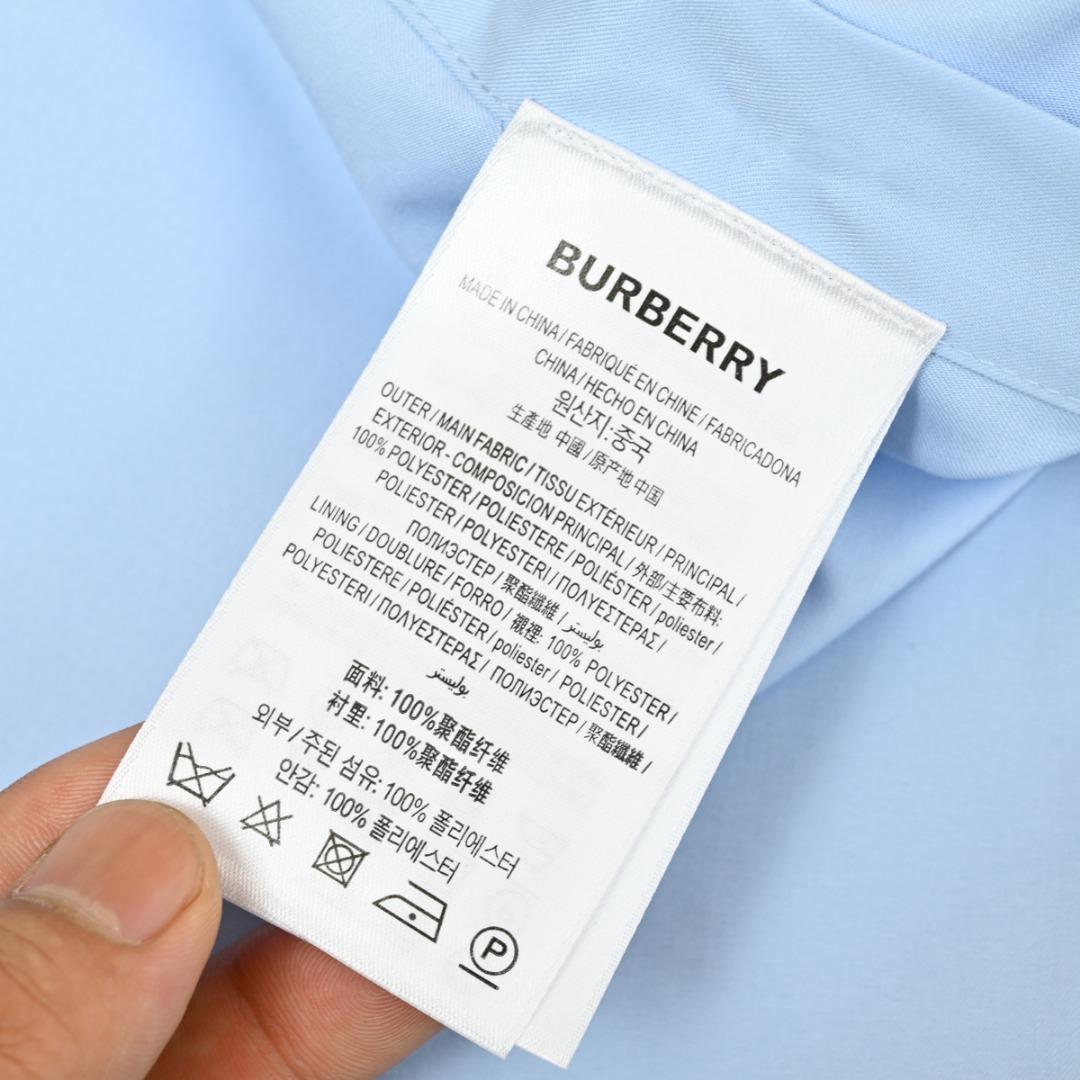 BURBERRY
MADE IN CHINA / FABRIQUÉ EN CHINE / FABRICADONA
CHINA / HECHO EN CHINA
원산지: 중국
生產地 中國 / 原产地 中国
OUTER / MAIN FABRIC / TISSU EXTÉRIEUR / PRINCIPAL /
EXTERIOR - COMPOSICION PRINCIPAL / 外部/主要布料:
100% POLYESTER / POLIESTERE / POLIÉSTER / poliester /
POLIESTER / POLYESTERI / ΠΟΛΥΕΣΤΕΡΑΣ /
ПОЛИЭСТЕР / 聚酯纖維 / بوليستر
LINING / DOUBLURE / FORRO / 襯裡: 100% POLYESTER /
POLIESTERE / POLIÉSTER / poliester / POLIESTER /
POLYESTERI / ΠΟΛΥΕΣΤΕΡΑΣ / ПОЛИЭСТЕР / 聚酯纖維 /
بوليستر
面料: 100%聚酯纤维
衬里: 100%聚酯纤维
외부 / 주된 섬유: 100% 폴리에스터
안감: 100% 폴리에스터
P